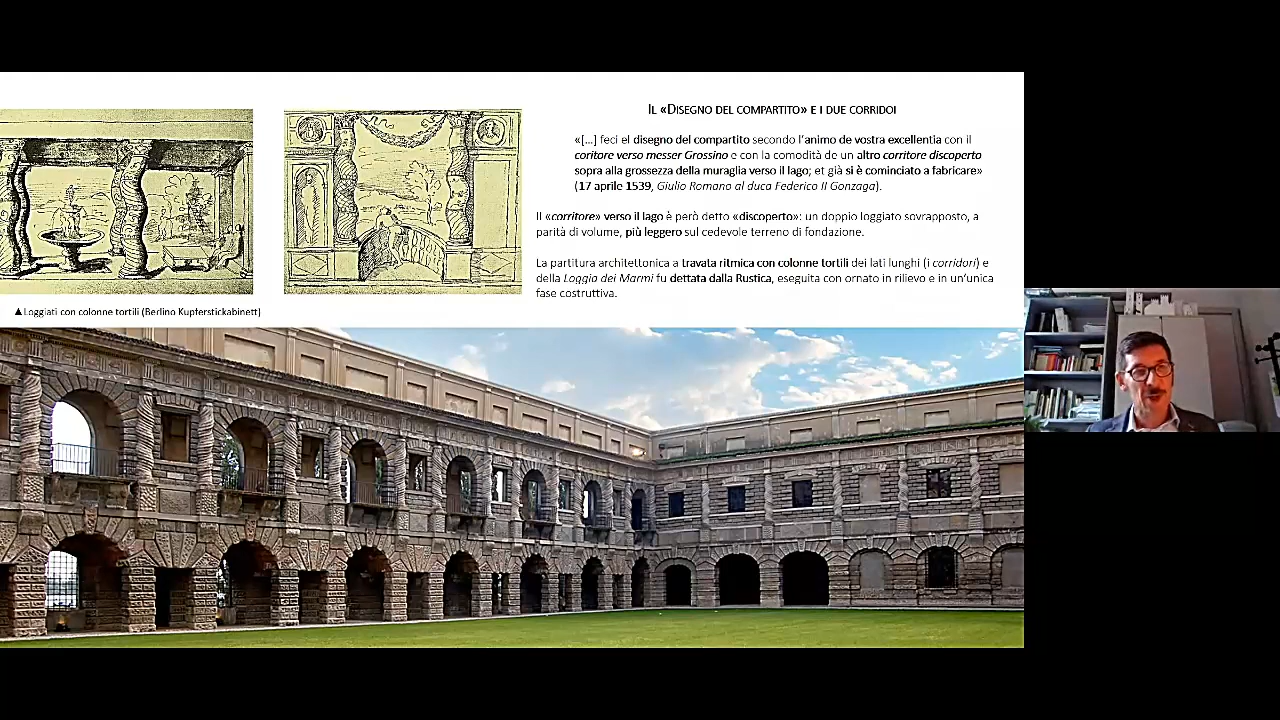 IL «DISEGNO DEL COMPARTITO» E I DUE CORRIDOI
«[...] feci el disegno del compartito secondo l'animo de vostra excellentia con il
coritore verso messer Grossino e con la comodità de un altro corritore discoperto
sopra alla grossezza della muraglia verso il lago; et già si è cominciato a fabricare»
(17 aprile 1539, Giulio Romano al duca Federico II Gonzaga).
Il «corritore» verso il lago è però detto «discoperto»: un doppio loggiato sovrapposto, a
parità di volume, più leggero sul cedevole terreno di fondazione.
La partitura architettonica a travata ritmica con colonne tortili dei lati lunghi (i corridori) e
della Loggia dei Marmi fu dettata dalla Rustica, eseguita con ornato in rilievo e in un'unica
fase costruttiva.
▲Loggiati con colonne tortili (Berlino Kupferstickabinett)